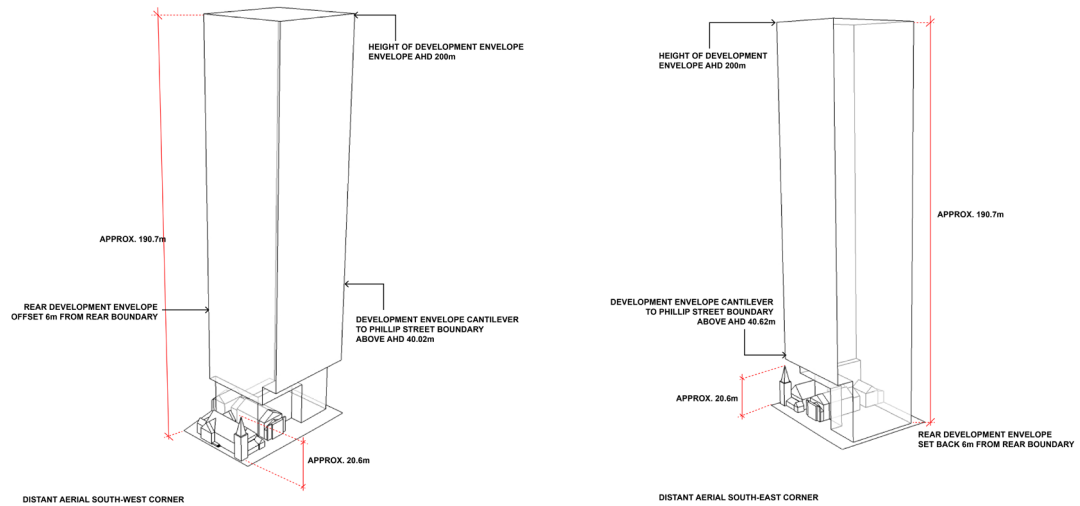 HEIGHT OF DEVELOPMENT ENVELOPE
ENVELOPE AHD 200m
APPROX. 190.7m
REAR DEVELOPMENT ENVELOPE
OFFSET 6m FROM REAR BOUNDARY
DEVELOPMENT ENVELOPE CANTILEVER
TO PHILLIP STREET BOUNDARY
ABOVE AHD 40.02m
APPROX. 20.6m
DISTANT AERIAL SOUTH-WEST CORNER
HEIGHT OF DEVELOPMENT
ENVELOPE AHD 200m
APPROX. 190.7m
DEVELOPMENT ENVELOPE CANTILEVER
TO PHILLIP STREET BOUNDARY
ABOVE AHD 40.62m
APPROX. 20.6m
REAR DEVELOPMENT ENVELOPE
SET BACK 6m FROM REAR BOUNDARY
DISTANT AERIAL SOUTH-EAST CORNER